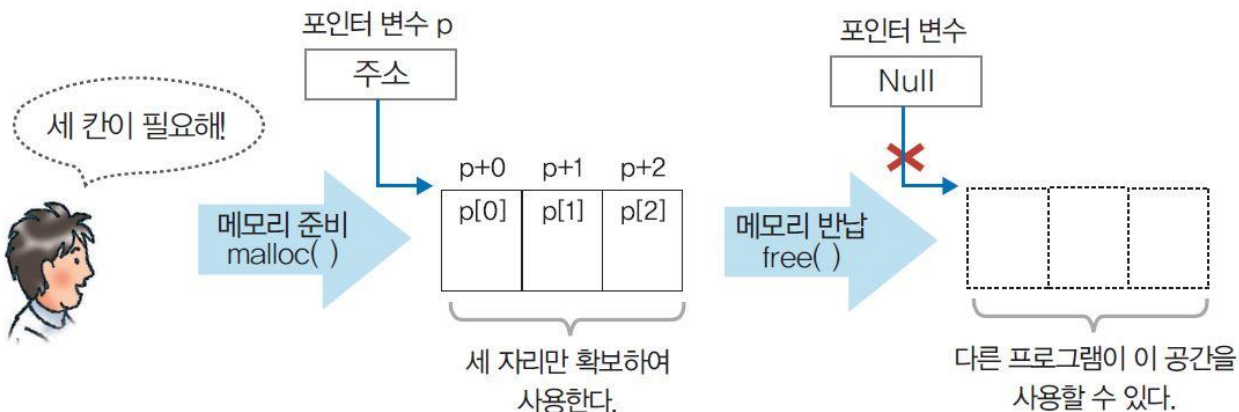 포인터 변수 p
주소
세 칸이 필요해!
p+0 p+1 p+2
p[0] p[1] p[2]
메모리 준비
malloc( )
세 자리만 확보하여
사용한다.
포인터 변수
Null
메모리 반납
free( )
다른 프로그램이 이 공간을
사용할 수 있다.